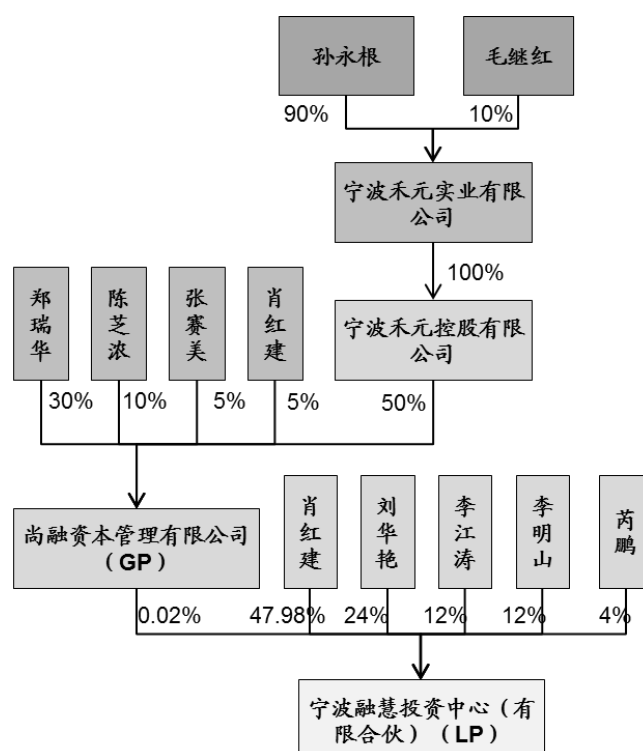 孙永根
毛继红
90%
10%
宁波禾元实业有限
公司
100%
郑瑞华
陈芝浓
张赛美
肖红建
宁波禾元控股有限
公司
30%
10%
5%
5%
50%
尚融资本管理有限公司
（GP）
肖红建
刘华艳
李江涛
李明山
芮鹏
0.02%
47.98%
24%
12%
12%
4%
宁波融慧投资中心（有
限合伙）（LP）